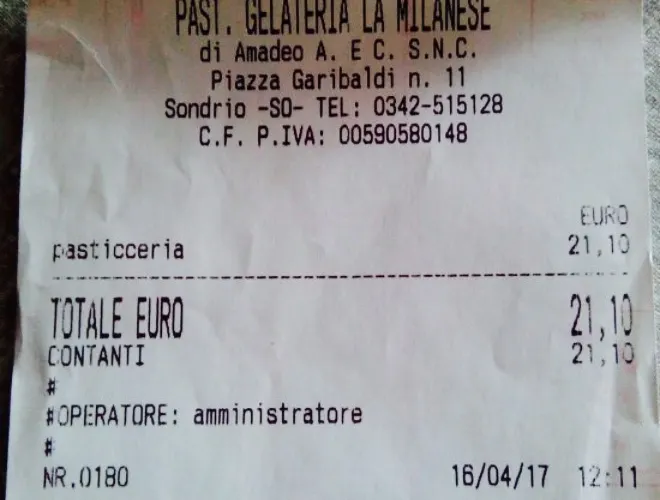 PAST. GELATERIA LA MILANESE
di Amadeo A. E C. S.N.C.
Piazza Garibaldi n. 11
Sondrio -SO- TEL: 0342-515128
C.F. P.IVA: 00590580148
EURO
pasticceria 21,10
TOTALE EURO 21,10
CONTANTI 21,10
#
#OPERATORE: amministratore
#
NR.0180 16/04/17 12:11